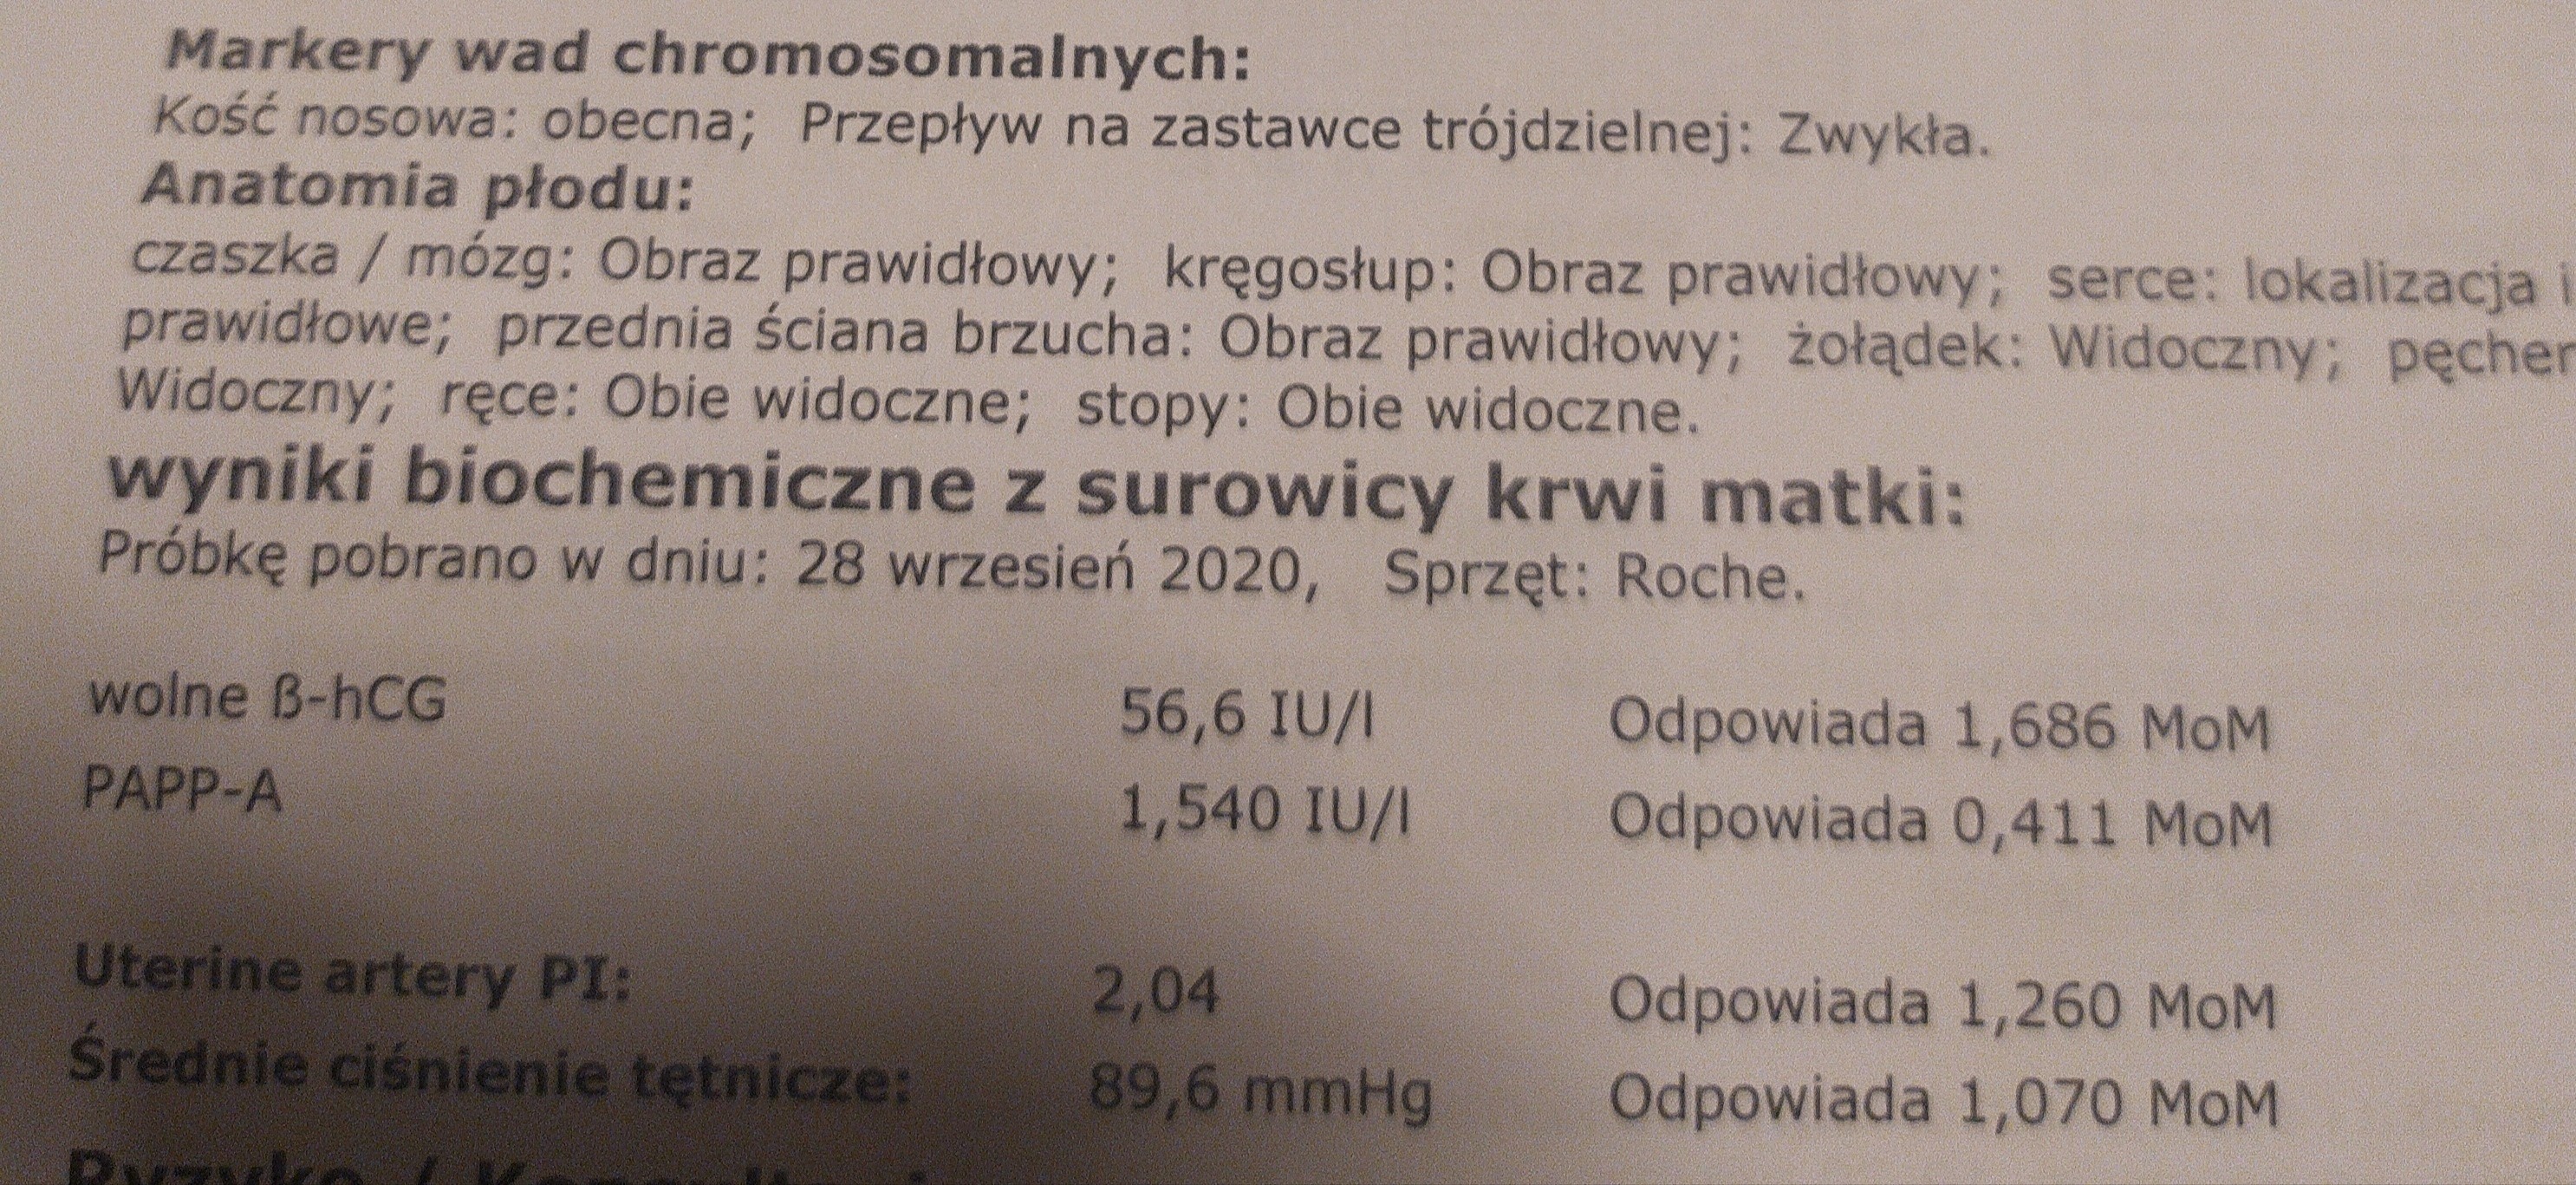 Markery wad chromosomalnych:
Kość nosowa: obecna; Przepływ na zastawce trójdzielnej: Zwykła.
Anatomia płodu:
czaszka / mózg: Obraz prawidłowy; kręgosłup: Obraz prawidłowy; serce: lokalizacja i
prawidłowe; przednia ściana brzucha: Obraz prawidłowy; żołądek: Widoczny; pęcher
Widoczny; ręce: Obie widoczne; stopy: Obie widoczne.
wyniki biochemiczne z surowicy krwi matki:
Próbkę pobrano w dniu: 28 wrzesień 2020, Sprzęt: Roche.
wolne ß-hCG 56,6 IU/l Odpowiada 1,686 MoM
PAPP-A 1,540 IU/l Odpowiada 0,411 MoM
Uterine artery PI: 2,04 Odpowiada 1,260 MoM
Średnie ciśnienie tętnicze: 89,6 mmHg Odpowiada 1,070 MoM
Ryzyko /